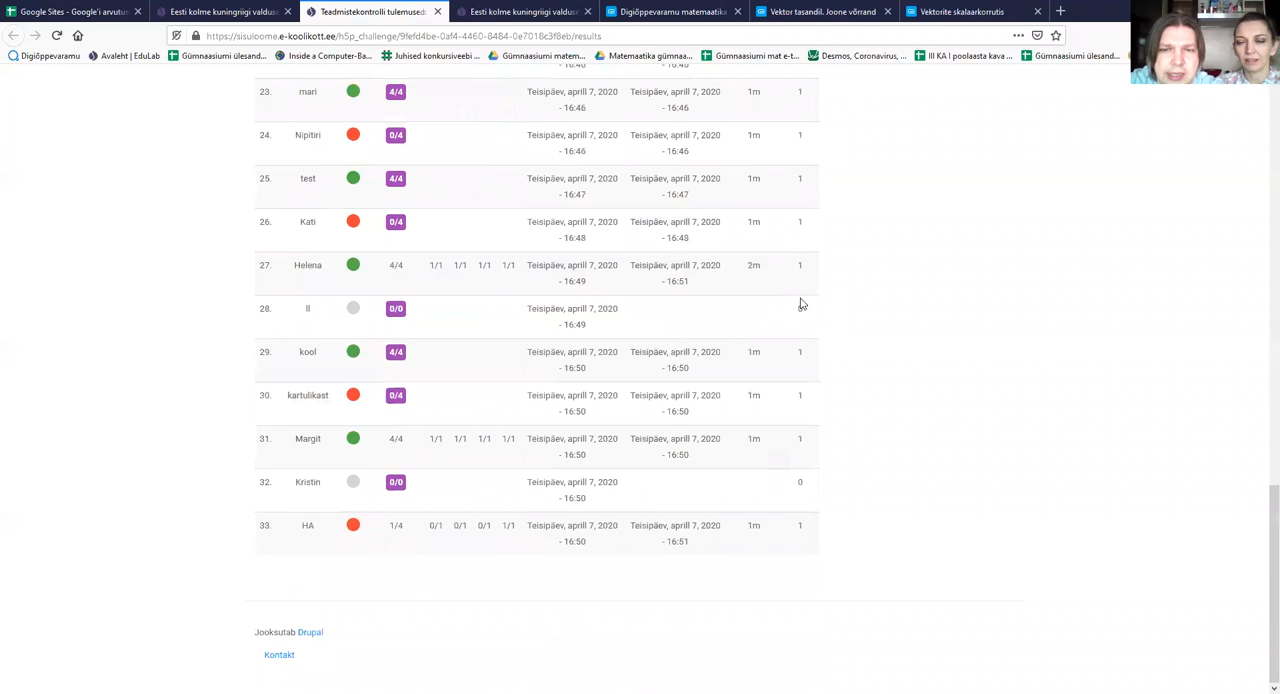 Google Sites - Google'i arvutus
Eesti kolme kuningriigi valdus
Teadmistekontrolli tulemused:
Eesti kolme kuningriigi valdus
Digiõppevaramu matemaatika
Vektor tasandil. Joone võrrand
Vektorite skalaarkorrutis
https://sisuloome.e-koolikott.ee/h5p_challenge/9fefd4be-0af4-4460-8484-0e7018c3f8eb/results
Digiõppevaramu
Avaleht | EduLab
Gümnaasiumi ülesand...
Inside a Computer-Ba...
Juhised konkursiveebi ...
Gümnaasiumi matem...
Matemaatika gümnaa...
Gümnaasiumi mat e-t...
Desmos, Coronavirus, ...
III KA I poolaasta kava ...
Gümnaasiumi ülesand...
- 16:46 - 16:46
23. mari 4/4 Teisipäev, aprill 7, 2020 Teisipäev, aprill 7, 2020 1m 1
- 16:46 - 16:46
24. Nipitiri 0/4 Teisipäev, aprill 7, 2020 Teisipäev, aprill 7, 2020 1m 1
- 16:46 - 16:46
25. test 4/4 Teisipäev, aprill 7, 2020 Teisipäev, aprill 7, 2020 1m 1
- 16:47 - 16:47
26. Kati 0/4 Teisipäev, aprill 7, 2020 Teisipäev, aprill 7, 2020 1m 1
- 16:48 - 16:48
27. Helena 4/4 1/1 1/1 1/1 1/1 Teisipäev, aprill 7, 2020 Teisipäev, aprill 7, 2020 2m 1
- 16:49 - 16:51
28. ll 0/0 Teisipäev, aprill 7, 2020
- 16:49
29. kool 4/4 Teisipäev, aprill 7, 2020 Teisipäev, aprill 7, 2020 1m 1
- 16:50 - 16:50
30. kartulikast 0/4 Teisipäev, aprill 7, 2020 Teisipäev, aprill 7, 2020 1m 1
- 16:50 - 16:50
31. Margit 4/4 1/1 1/1 1/1 1/1 Teisipäev, aprill 7, 2020 Teisipäev, aprill 7, 2020 1m 1
- 16:50 - 16:50
32. Kristin 0/0 Teisipäev, aprill 7, 2020 0
- 16:50
33. HA 1/4 0/1 0/1 0/1 1/1 Teisipäev, aprill 7, 2020 Teisipäev, aprill 7, 2020 1m 1
- 16:50 - 16:51
Jooksutab Drupal
Kontakt